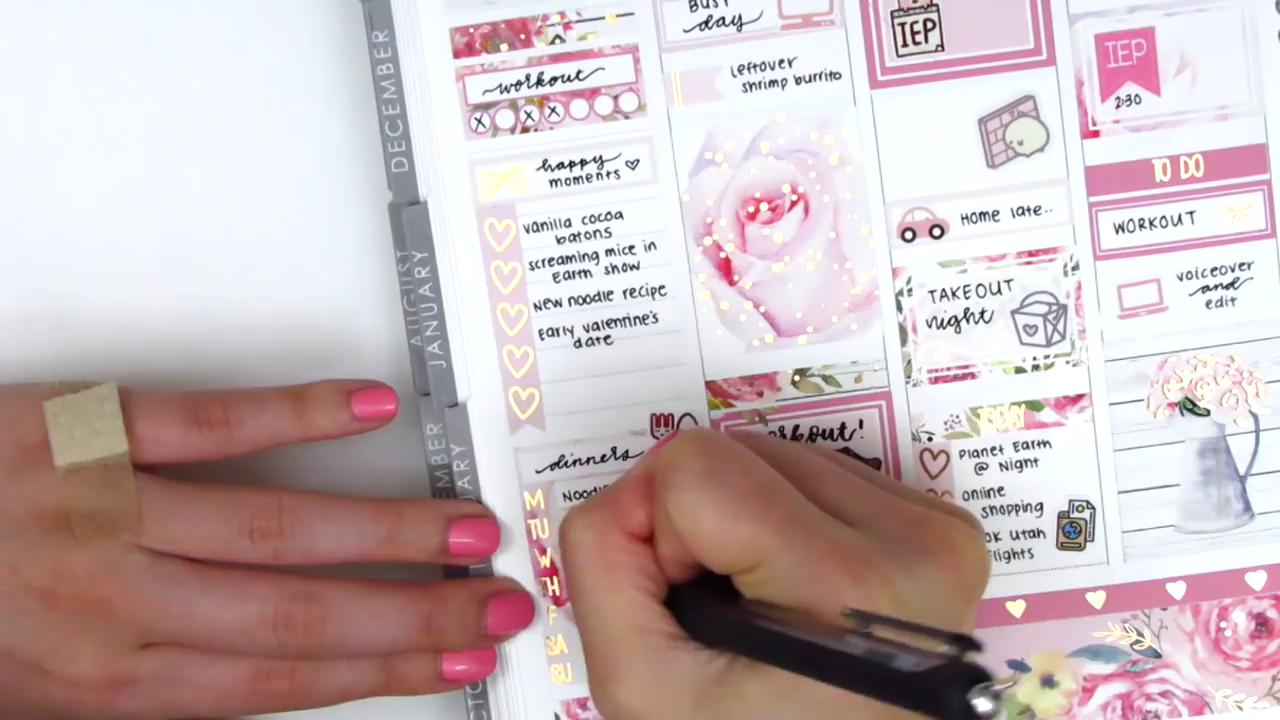 DECEMBER
AUGUST
JANUARY
workout
X X X
happy
moments
vanilla cocoa
batons
screaming mice in
Earth show
new noodle recipe
Early valentine's
date
dinners
M
TU
W
TH
F
SA
SU
BUSY
day
leftover
shrimp burrito
IEP
Home late..
TAKEOUT
night
TODAY
Planet Earth
@ Night
online
shopping
Utah
flights
IEP
2:30
TO DO
WORKOUT
voiceover
and
edit